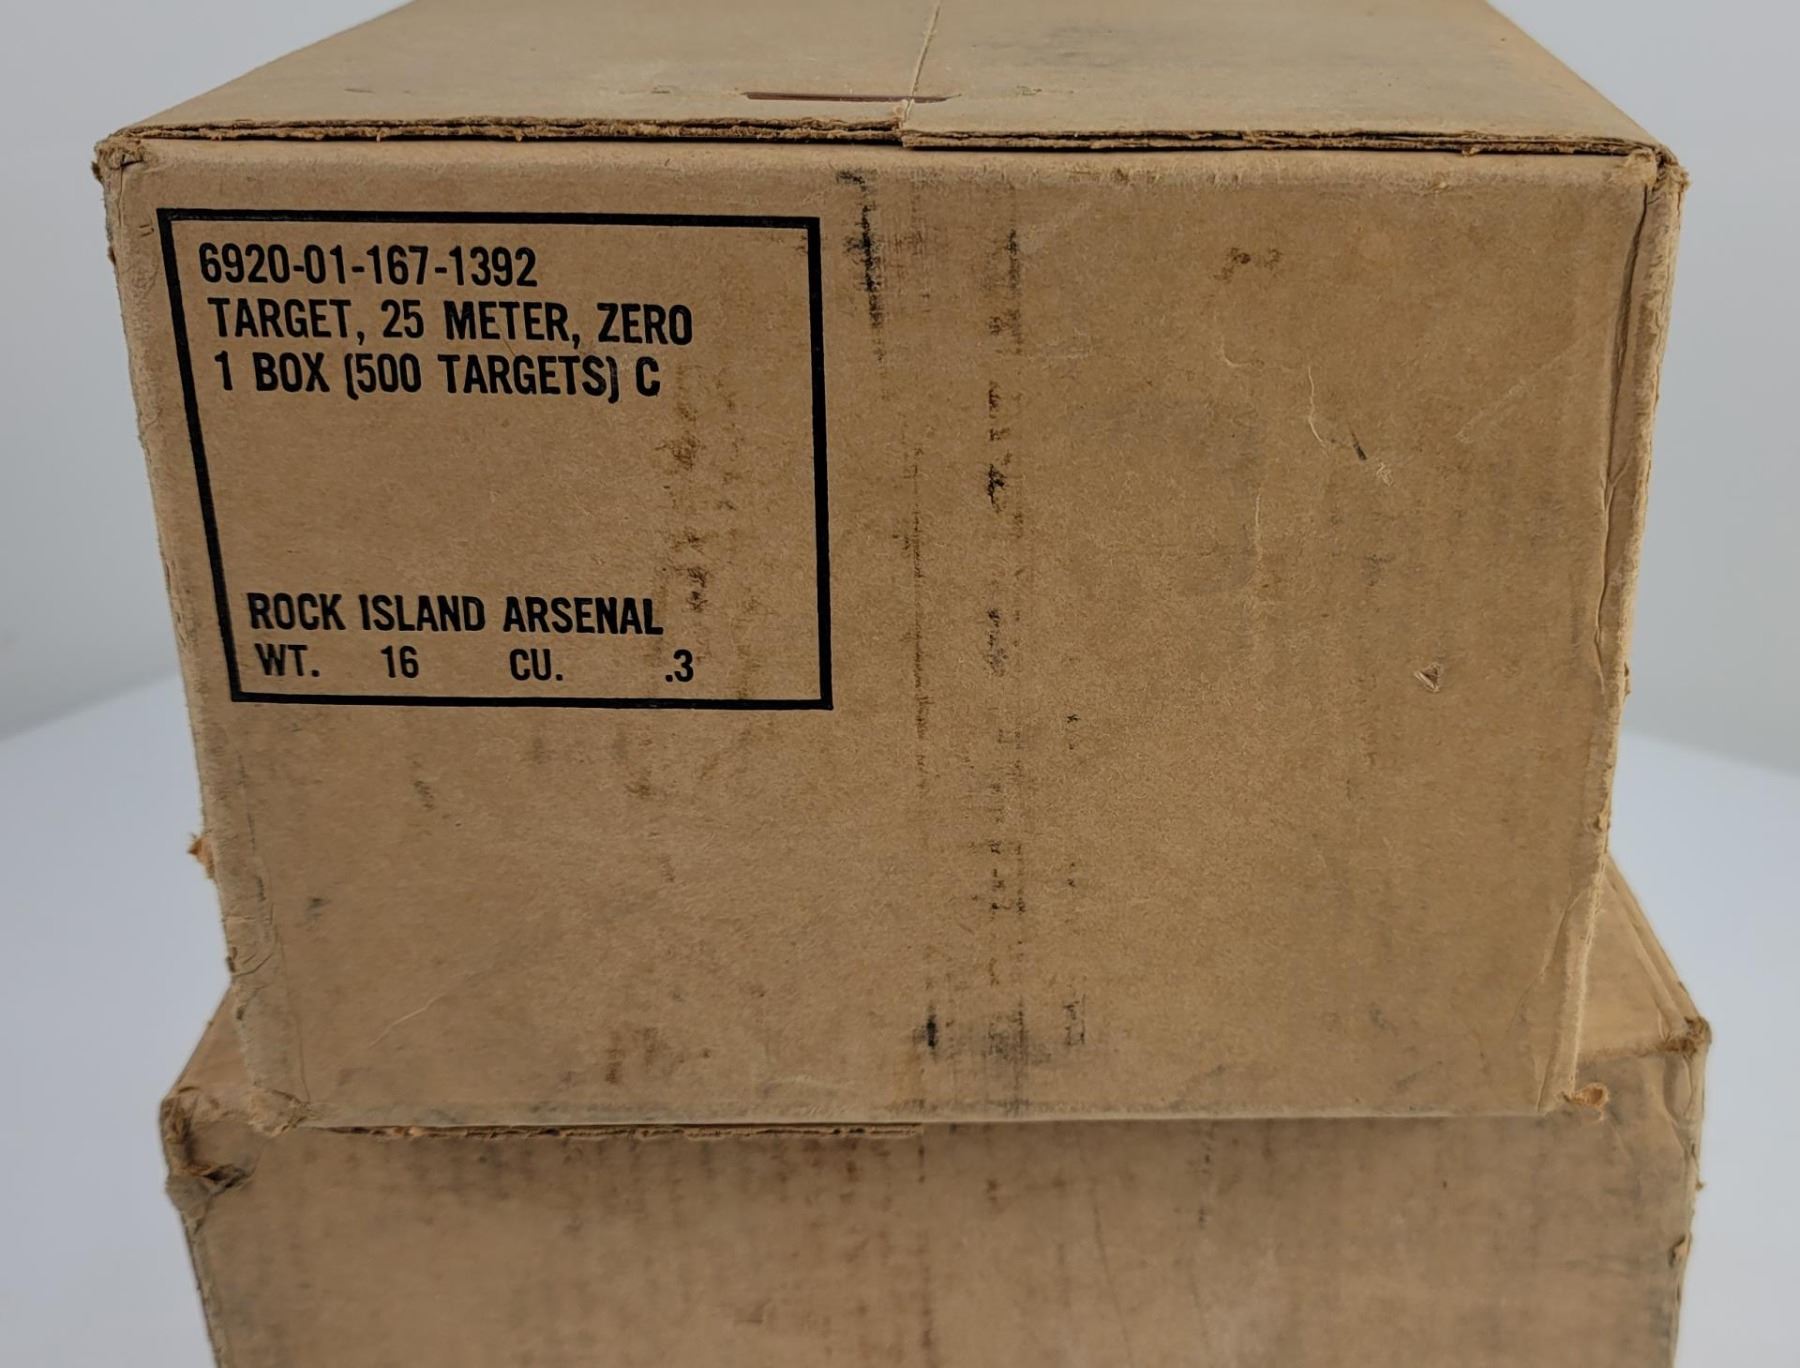 6920-01-167-1392
TARGET, 25 METER, ZERO
1 BOX (500 TARGETS) C
ROCK ISLAND ARSENAL
WT. 16 CU. .3